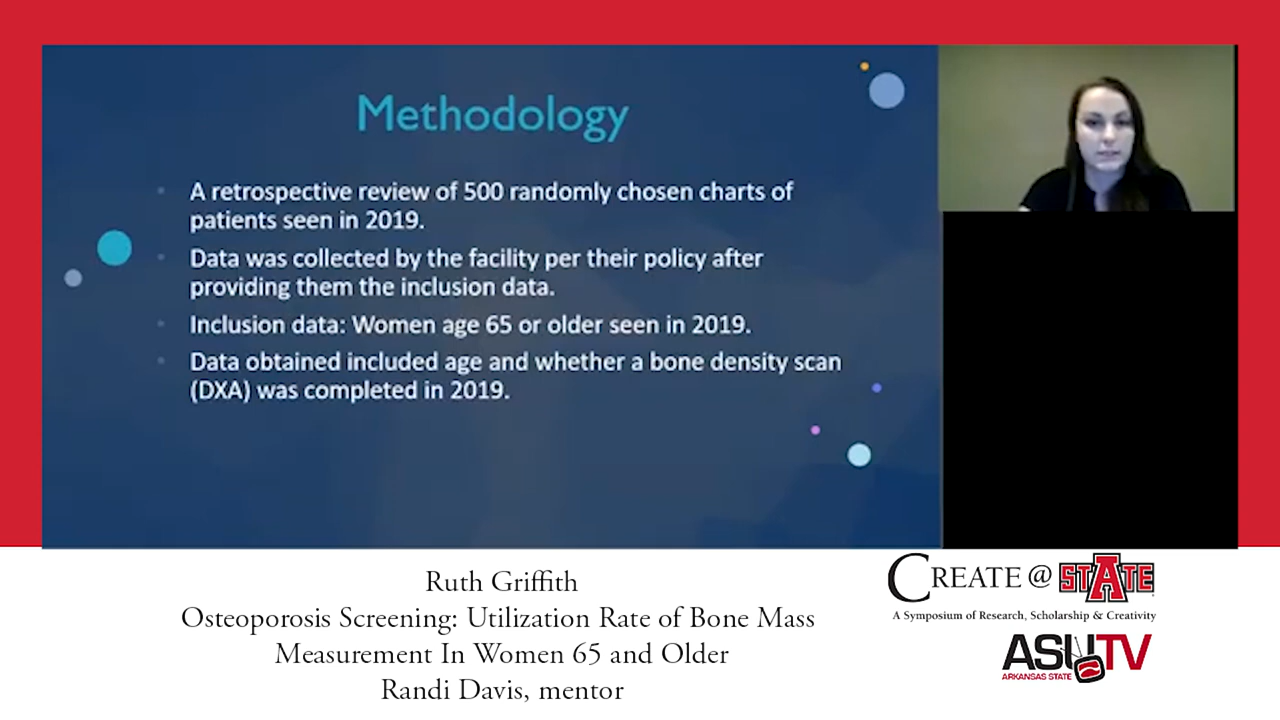 Methodology
A retrospective review of 500 randomly chosen charts of
patients seen in 2019.
Data was collected by the facility per their policy after
providing them the inclusion data.
Inclusion data: Women age 65 or older seen in 2019.
Data obtained included age and whether a bone density scan
(DXA) was completed in 2019.
Ruth Griffith
Osteoporosis Screening: Utilization Rate of Bone Mass
Measurement In Women 65 and Older
Randi Davis, mentor
CREATE @ STATE
A Symposium of Research, Scholarship & Creativity
ASUTV
ARKANSAS STATE